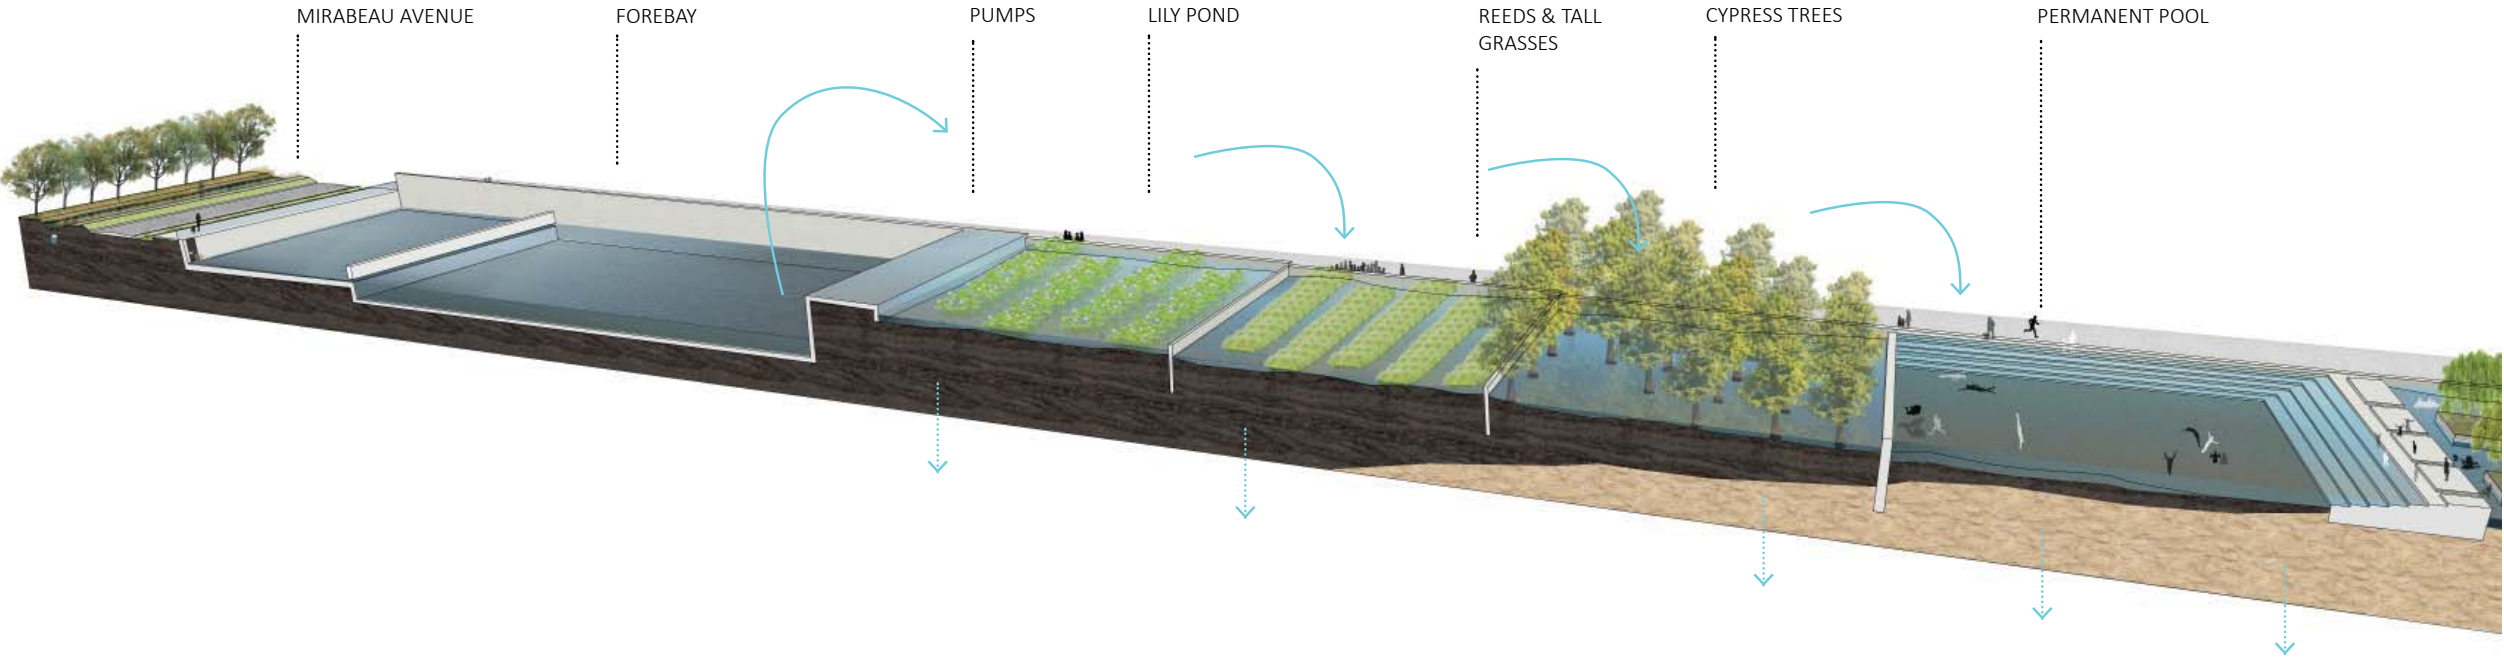 MIRABEAU AVENUE
FOREBAY
PUMPS
LILY POND
REEDS & TALL
GRASSES
CYPRESS TREES
PERMANENT POOL